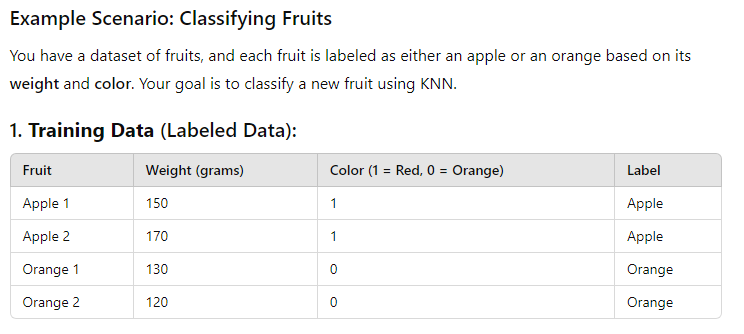 Example Scenario: Classifying Fruits
You have a dataset of fruits, and each fruit is labeled as either an apple or an orange based on its
weight and color. Your goal is to classify a new fruit using KNN.
1. Training Data (Labeled Data):
Fruit Weight (grams) Color (1 = Red, 0 = Orange) Label
Apple 1 150 1 Apple
Apple 2 170 1 Apple
Orange 1 130 0 Orange
Orange 2 120 0 Orange